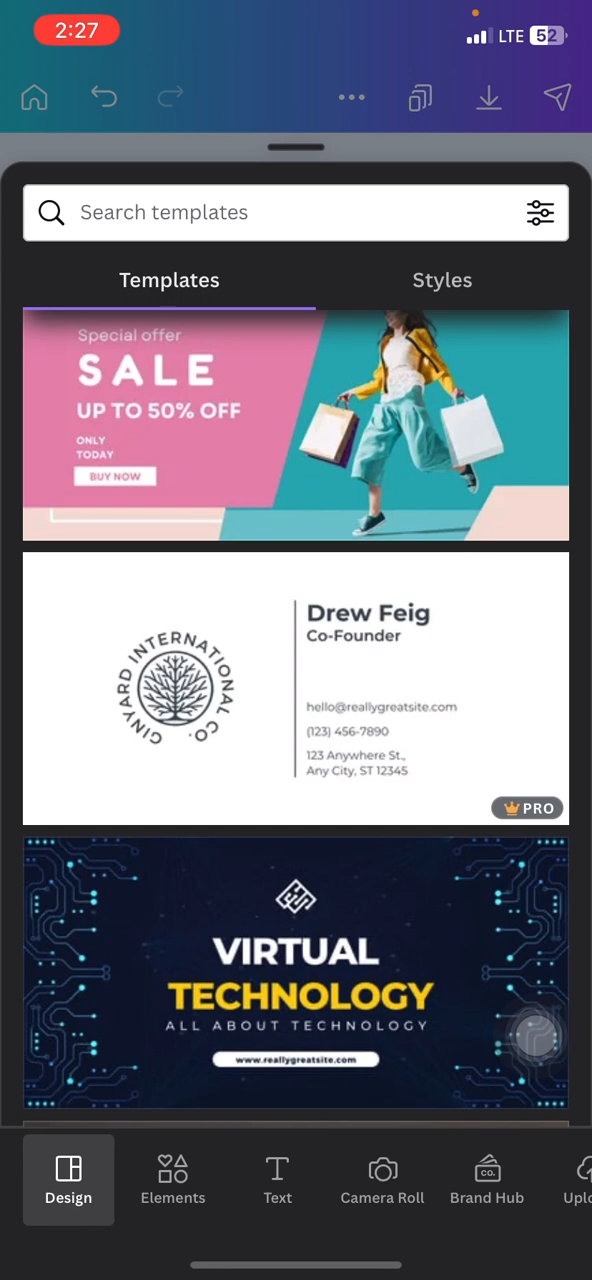 2:27
LTE 52
Search templates
Templates
Styles
Special offer
SALE
UP TO 50% OFF
ONLY
TODAY
BUY NOW
GINYARD INTERNATIONAL CO.
Drew Feig
Co-Founder
hello@reallygreatsite.com
(123) 456-7890
123 Anywhere St.,
Any City, ST 12345
PRO
VIRTUAL
TECHNOLOGY
ALL ABOUT TECHNOLOGY
www.reallygreatsite.com
CO.
Design
Elements
Text
Camera Roll
Brand Hub